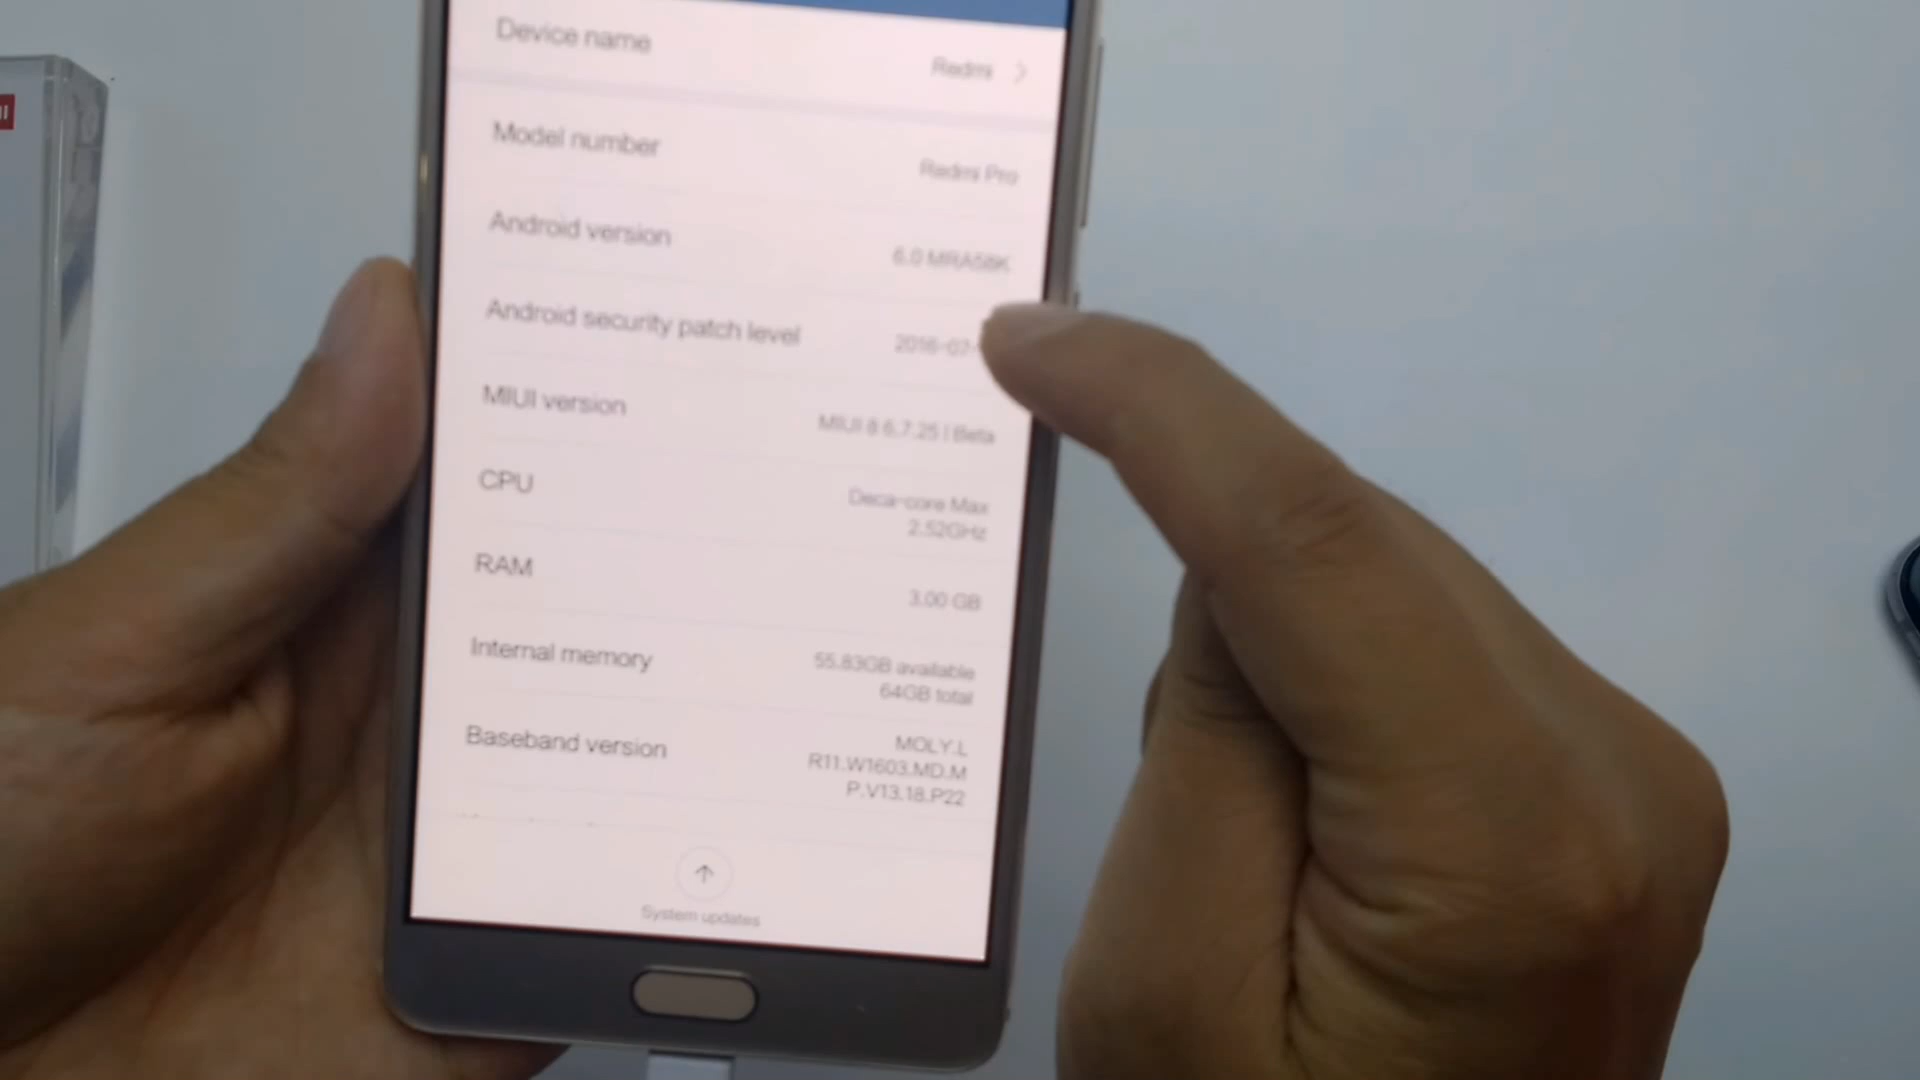 Device name
Redmi
Model number
Redmi Pro
Android version
6.0 MRA58K
Android security patch level
2016-07-
MIUI version
MIUI 8 6.7.25 | Beta
CPU
Deca-core Max
2.52GHz
RAM
3.00 GB
Internal memory
55.83GB available
64GB total
Baseband version
MOLY.L
R11.W1603.MD.M
P.V13.18.P22
System updates